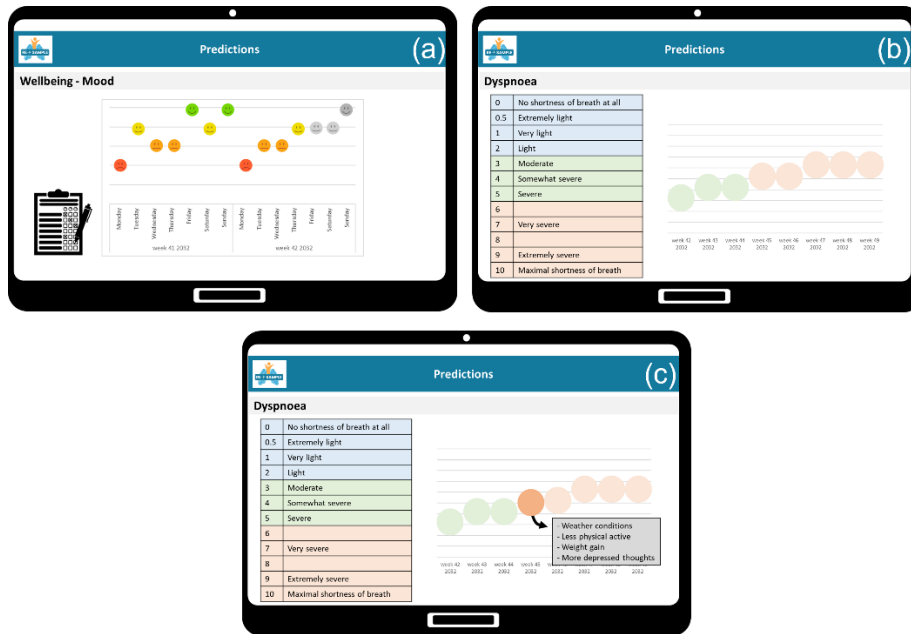 Predictions
(a)
Wellbeing - Mood
Monday
Tuesday
Wednesday
Thursday
Friday
Saturday
Sunday
Monday
Tuesday
Wednesday
Thursday
Friday
Saturday
Sunday
week 41 2032
week 42 2032
RE-SAMPLE
Predictions
(b)
Dyspnoea
0 No shortness of breath at all
0.5 Extremely light
1 Very light
2 Light
3 Moderate
4 Somewhat severe
5 Severe
6
7 Very severe
8
9 Extremely severe
10 Maximal shortness of breath
week 42 week 43 week 44 week 45 week 46 week 47 week 48 week 49
2032 2032 2032 2032 2032 2032 2032 2032
RE-SAMPLE
Predictions
(c)
Dyspnoea
0 No shortness of breath at all
0.5 Extremely light
1 Very light
2 Light
3 Moderate
4 Somewhat severe
5 Severe
6
7 Very severe
8
9 Extremely severe
10 Maximal shortness of breath
- Weather conditions
- Less physical active
- Weight gain
- More depressed thoughts
week 42 week 43 week 44 week 45
2032 2032 2032 2032